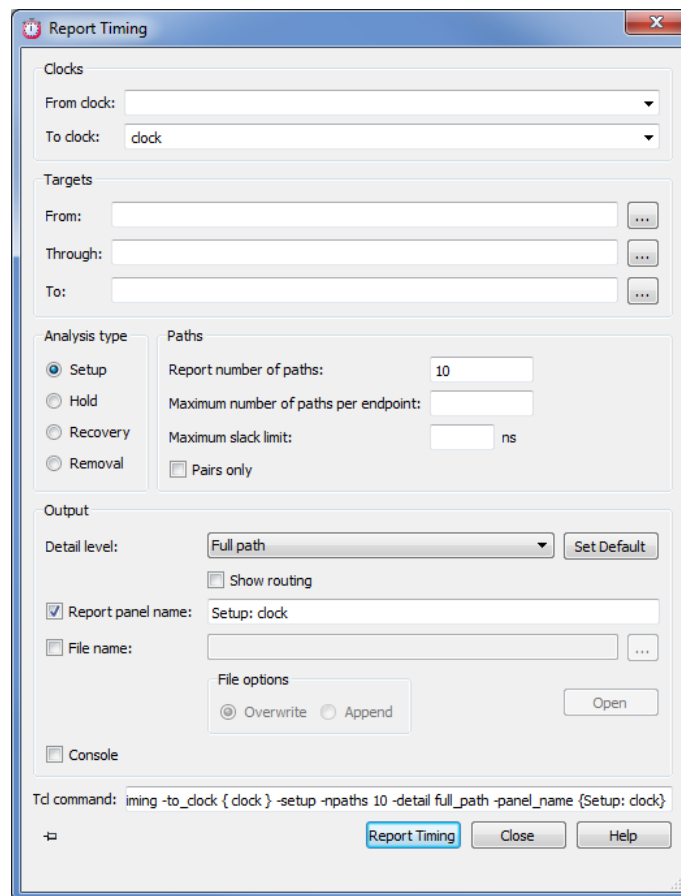 Report Timing
Clocks
From clock:
To clock: clock
Targets
From: ...
Through: ...
To: ...
Analysis type Paths
Setup Report number of paths: 10
Hold Maximum number of paths per endpoint:
Recovery Maximum slack limit: ns
Removal Pairs only
Output
Detail level: Full path Set Default
Show routing
Report panel name: Setup: clock
File name: ...
File options
Overwrite Append Open
Console
Tcl command: iming -to_clock { clock } -setup -npaths 10 -detail full_path -panel_name {Setup: clock}
Report Timing Close Help